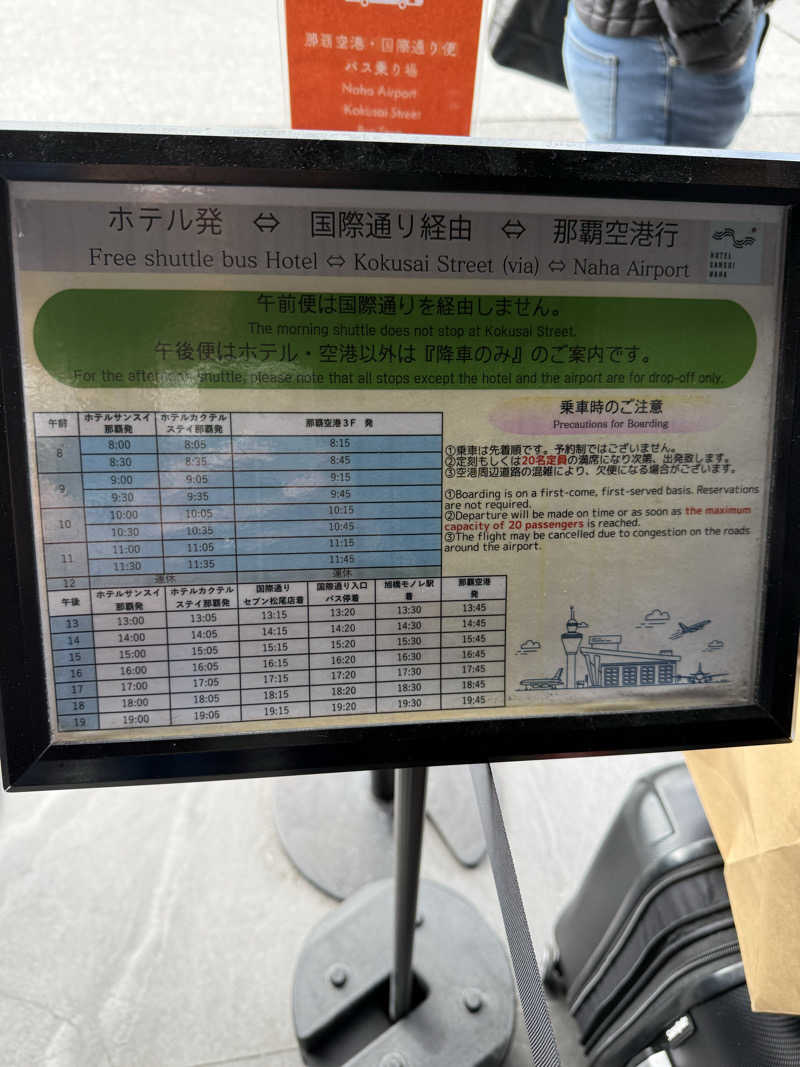 那覇空港・国際通り便
バス乗り場
Naha Airport
Kokusai Street
ホテル発 ⇔ 国際通り経由 ⇔ 那覇空港行
Free shuttle bus Hotel ⇔ Kokusai Street (via) ⇔ Naha Airport
HOTEL
SANSUI
NAHA
午前便は国際通りを経由しません。
The morning shuttle does not stop at Kokusai Street.
午後便はホテル・空港以外は『降車のみ』のご案内です。
For the afternoon shuttle, please note that all stops except the hotel and the airport are for drop-off only.
午前 ホテルサンスイ那覇発 ホテルカクテルステイ那覇発 那覇空港3F 発
8 8:00 8:05 8:15
8:30 8:35 8:45
9 9:00 9:05 9:15
9:30 9:35 9:45
10 10:00 10:05 10:15
10:30 10:35 10:45
11 11:00 11:05 11:15
11:30 11:35 11:45
12 運休 運休
午後 ホテルサンスイ那覇発 ホテルカクテルステイ那覇発 国際通りセブン松尾店着 国際通り入口バス停着 旭橋モノレ駅着 那覇空港発
13 13:00 13:05 13:15 13:20 13:30 13:45
14 14:00 14:05 14:15 14:20 14:30 14:45
15 15:00 15:05 15:15 15:20 15:30 15:45
16 16:00 16:05 16:15 16:20 16:30 16:45
17 17:00 17:05 17:15 17:20 17:30 17:45
18 18:00 18:05 18:15 18:20 18:30 18:45
19 19:00 19:05 19:15 19:20 19:30 19:45
乗車時のご注意
Precautions for Boarding
①乗車は先着順です。予約制ではございません。
②定刻もしくは20名定員の満席になり次第、出発致します。
③空港周辺道路の混雑により、欠便になる場合がございます。
①Boarding is on a first-come, first-served basis. Reservations
are not required.
②Departure will be made on time or as soon as the maximum
capacity of 20 passengers is reached.
③The flight may be cancelled due to congestion on the roads
around the airport.